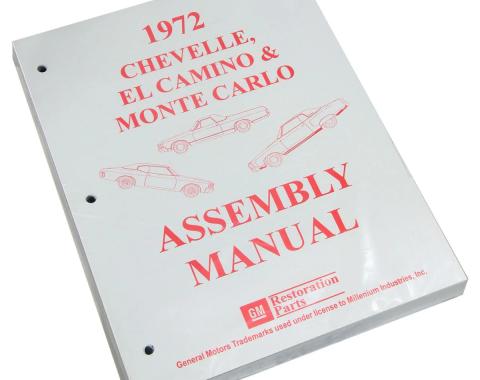 1972
CHEVELLE,
EL CAMINO &
MONTE CARLO
ASSEMBLY
MANUAL
GM
Restoration
Parts
General Motors Trademarks used under license to Millenium Industries, Inc.